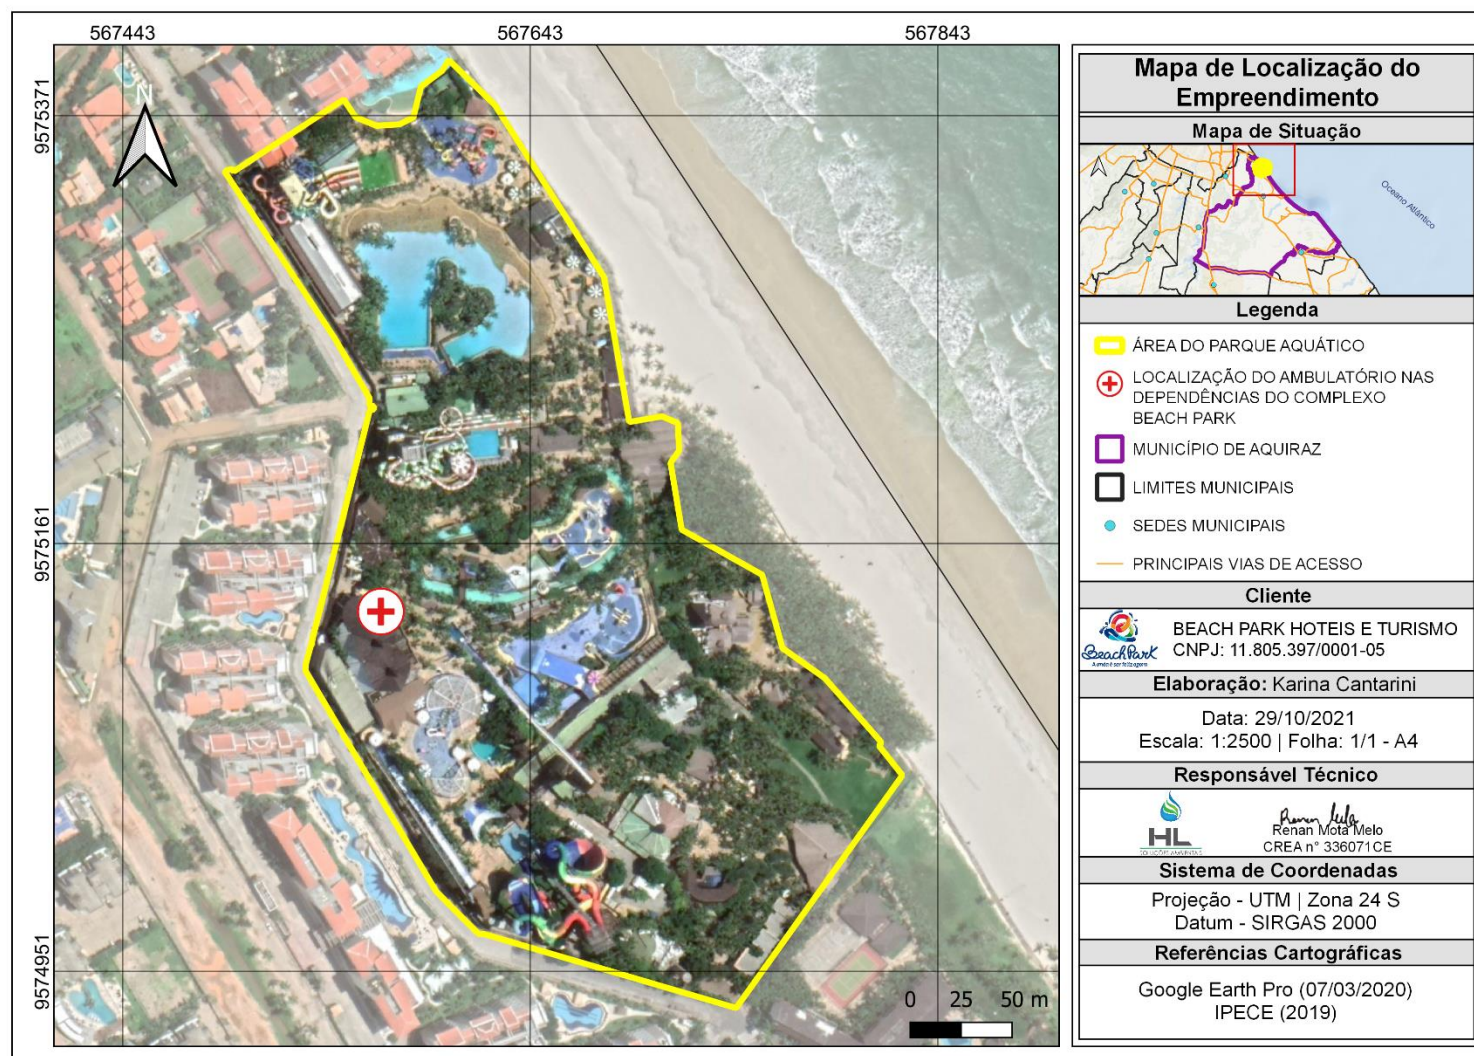 567443
567643
567843
9575371
9575161
9574951
N
0 25 50 m
Mapa de Localização do
Empreendimento
Mapa de Situação
Oceano Atlântico
Legenda
ÁREA DO PARQUE AQUÁTICO
LOCALIZAÇÃO DO AMBULATÓRIO NAS
DEPENDÊNCIAS DO COMPLEXO
BEACH PARK
MUNICÍPIO DE AQUIRAZ
LIMITES MUNICIPAIS
SEDES MUNICIPAIS
PRINCIPAIS VIAS DE ACESSO
Cliente
BeachPark
BEACH PARK HOTEIS E TURISMO
CNPJ: 11.805.397/0001-05
Elaboração: Karina Cantarini
Data: 29/10/2021
Escala: 1:2500 | Folha: 1/1 - A4
Responsável Técnico
HL
SOLUÇÕES AMBIENTAIS
Renan Mota Melo
CREA n° 336071CE
Sistema de Coordenadas
Projeção - UTM | Zona 24 S
Datum - SIRGAS 2000
Referências Cartográficas
Google Earth Pro (07/03/2020)
IPECE (2019)